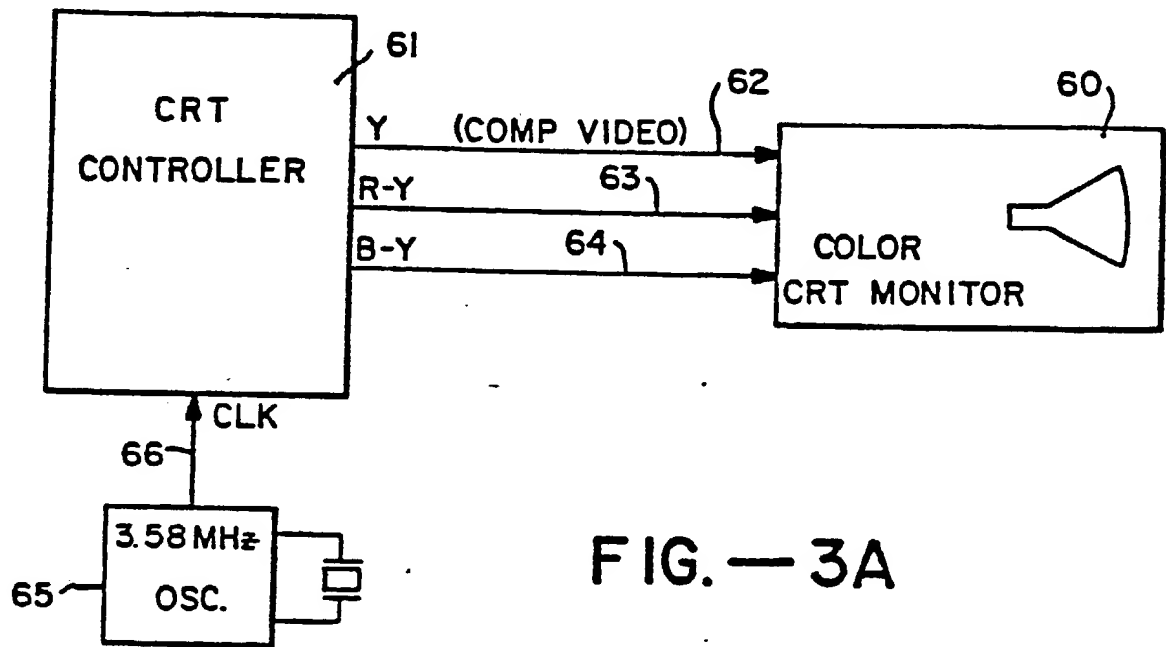 61
CRT
CONTROLLER
Y (COMP VIDEO)
62
60
R-Y
63
B-Y
64
COLOR
CRT MONITOR
CLK
66
3.58 MHz
OSC.
65
FIG. — 3A